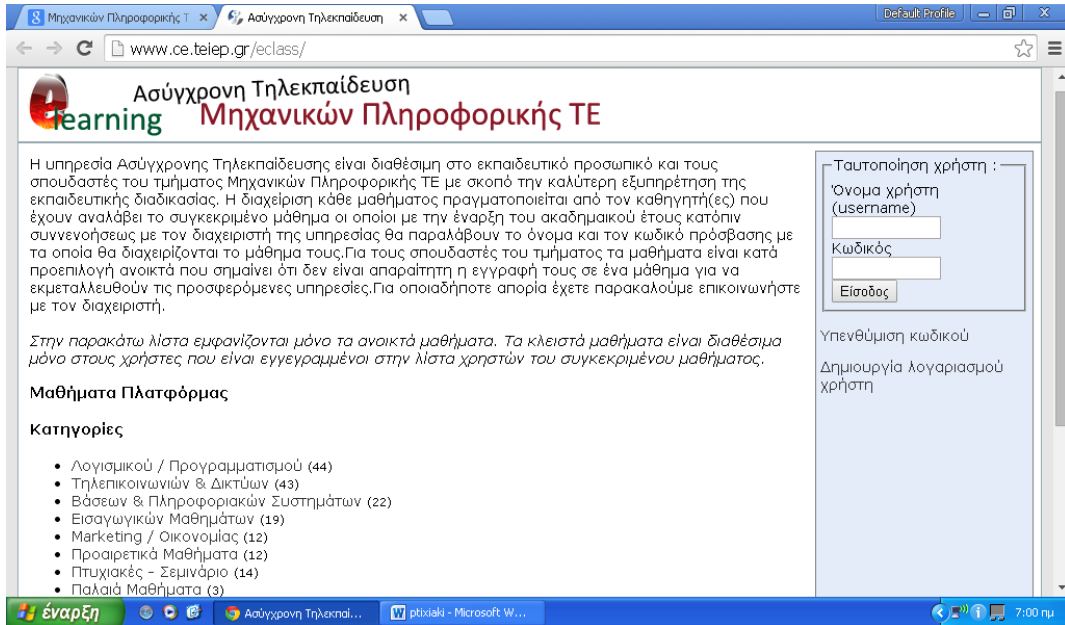 Μηχανικών Πληροφορικής Τ
Ασύγχρονη Τηλεκπαίδευση
Default Profile
www.ce.teiep.gr/eclass/
Ασύγχρονη Τηλεκπαίδευση
e learning Μηχανικών Πληροφορικής ΤΕ
Η υπηρεσία Ασύγχρονης Τηλεκπαίδευσης είναι διαθέσιμη στο εκπαιδευτικό προσωπικό και τους
σπουδαστές του τμήματος Μηχανικών Πληροφορικής ΤΕ με σκοπό την καλύτερη εξυπηρέτηση της
εκπαιδευτικής διαδικασίας. Η διαχείριση κάθε μαθήματος πραγματοποιείται από τον καθηγητή(ες) που
έχουν αναλάβει το συγκεκριμένο μάθημα οι οποίοι με την έναρξη του ακαδημαικού έτους κατόπιν
συννενοήσεως με τον διαχειριστή της υπηρεσίας θα παραλάβουν το όνομα και τον κωδικό πρόσβασης με
τα οποία θα διαχειρίζονται το μάθημα τους.Για τους σπουδαστές του τμήματος τα μαθήματα είναι κατά
προεπιλογή ανοικτά που σημαίνει ότι δεν είναι απαραίτητη η εγγραφή τους σε ένα μάθημα για να
εκμεταλλευθούν τις προσφερόμενες υπηρεσίες.Για οποιαδήποτε απορία έχετε παρακαλούμε επικοινωνήστε
με τον διαχειριστή.
Στην παρακάτω λίστα εμφανίζονται μόνο τα ανοικτά μαθήματα. Τα κλειστά μαθήματα είναι διαθέσιμα
μόνο στους χρήστες που είναι εγγεγραμμένοι στην λίστα χρηστών του συγκεκριμένου μαθήματος.
Μαθήματα Πλατφόρμας
Κατηγορίες
• Λογισμικού / Προγραμματισμού (44)
• Τηλεπικοινωνιών & Δικτύων (43)
• Βάσεων & Πληροφοριακών Συστημάτων (22)
• Εισαγωγικών Μαθημάτων (19)
• Marketing / Οικονομίας (12)
• Προαιρετικά Μαθήματα (12)
• Πτυχιακές - Σεμινάριο (14)
• Παλαιά Μαθήματα (3)
Ταυτοποίηση χρήστη :
Όνομα χρήστη
(username)
Κωδικός
Είσοδος
Υπενθύμιση κωδικού
Δημιουργία λογαριασμού
χρήστη
έναρξη
Ασύγχρονη Τηλεκπαί...
ptixiaki - Microsoft W...
7:00 πμ